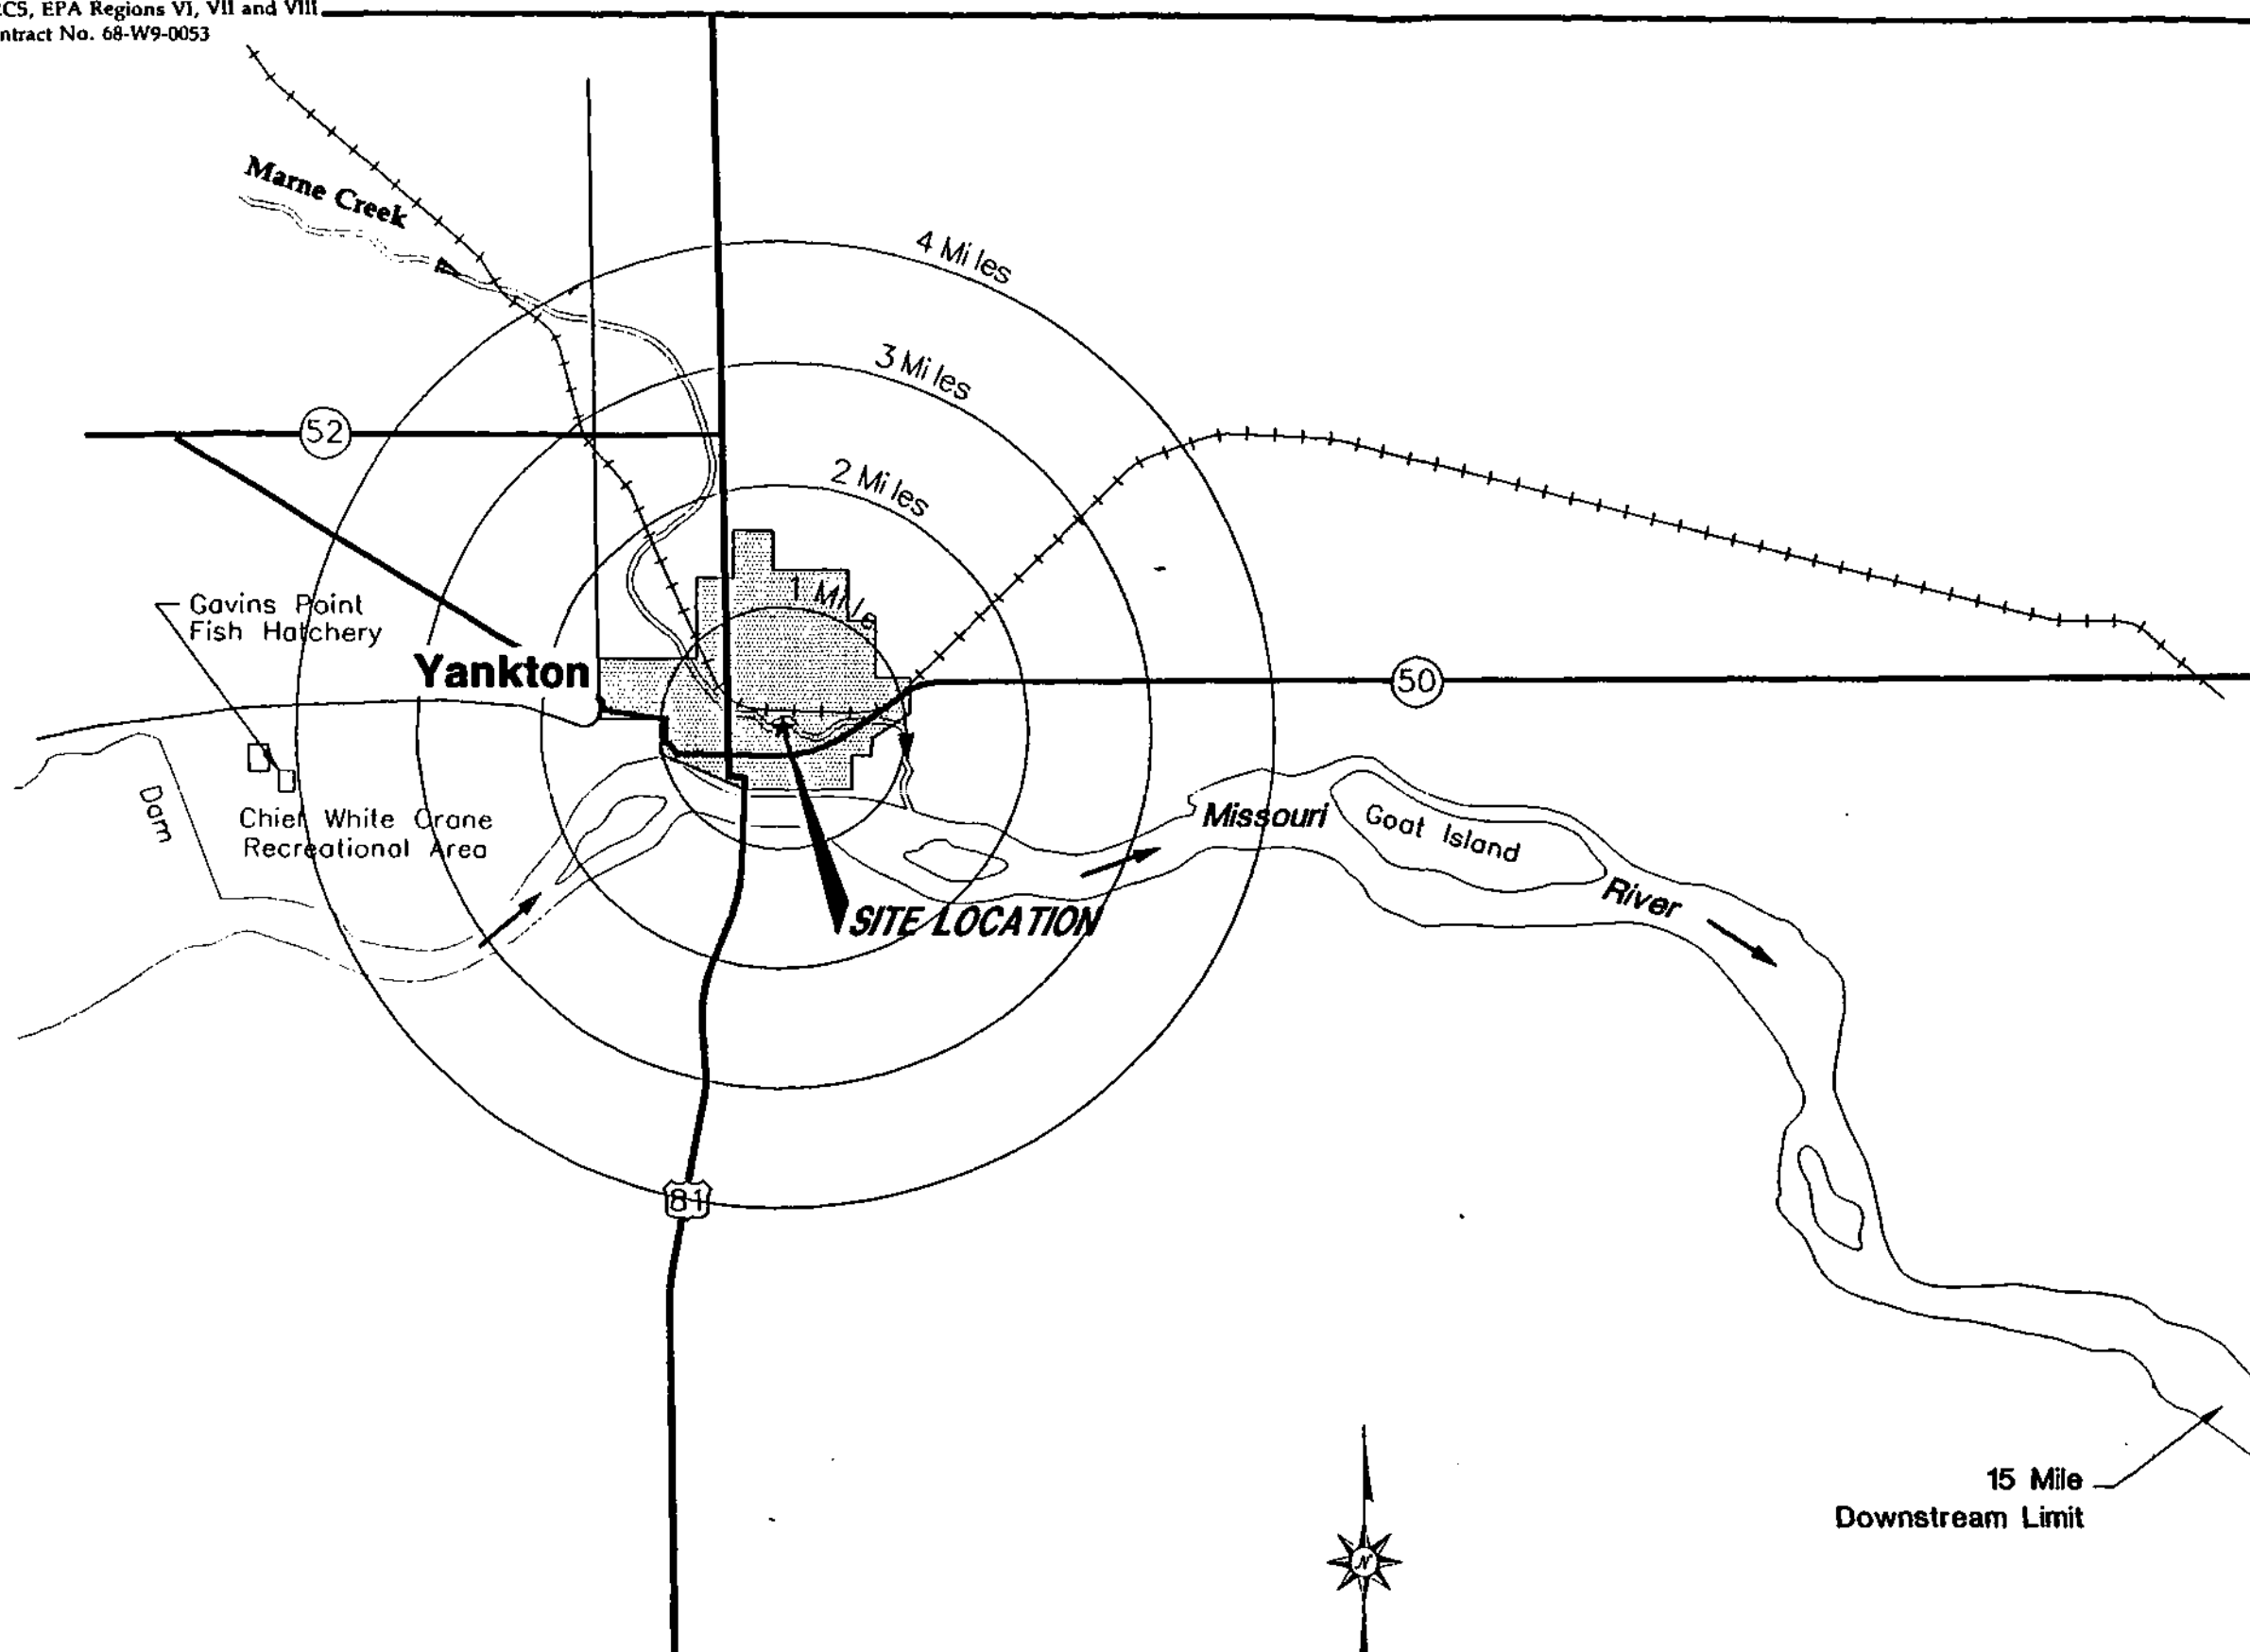 CS, EPA Regions VI, VII and VIII
ntract No. 68-W9-0053
Marne Creek
4 Miles
3 Miles
52
2 Miles
1 Mile
Gavins Point
Fish Hatchery
Yankton
50
Dam
Chief White Crane
Recreational Area
Missouri
Goat Island
River
SITE LOCATION
81
15 Mile
Downstream Limit
N